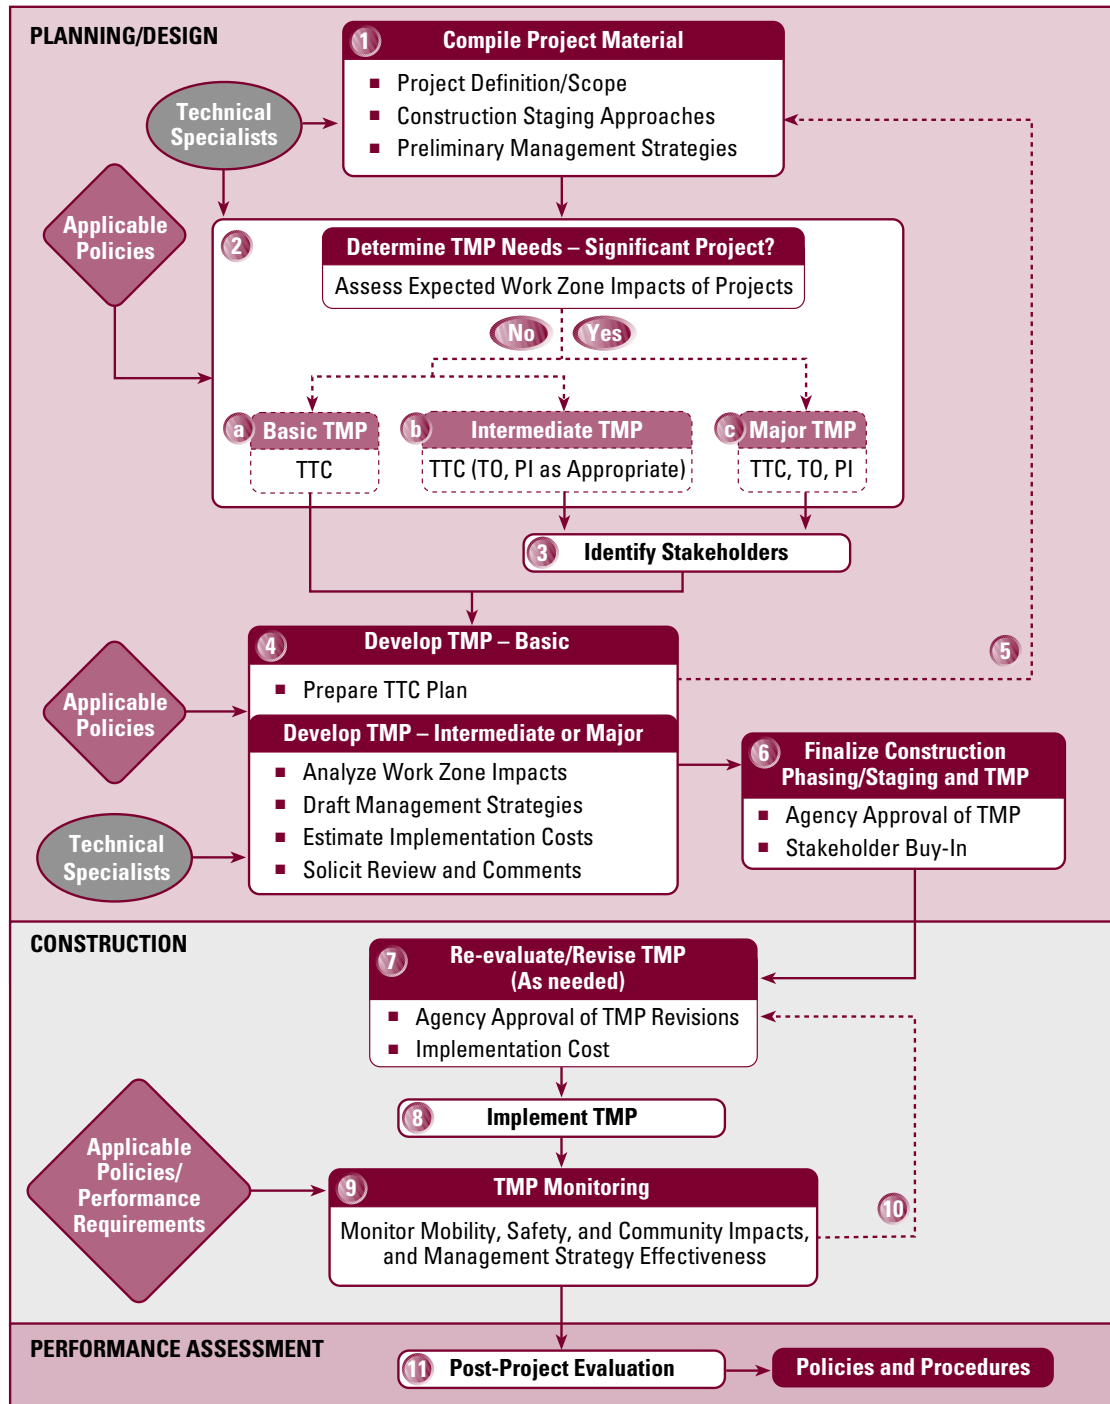 PLANNING/DESIGN
1
Compile Project Material
■ Project Definition/Scope
■ Construction Staging Approaches
■ Preliminary Management Strategies
Technical
Specialists
Applicable
Policies
2
Determine TMP Needs – Significant Project?
Assess Expected Work Zone Impacts of Projects
No
Yes
a
Basic TMP
TTC
b
Intermediate TMP
TTC (TO, PI as Appropriate)
c
Major TMP
TTC, TO, PI
3
Identify Stakeholders
4
Develop TMP – Basic
■ Prepare TTC Plan
5
Applicable
Policies
Develop TMP – Intermediate or Major
■ Analyze Work Zone Impacts
■ Draft Management Strategies
■ Estimate Implementation Costs
■ Solicit Review and Comments
Technical
Specialists
6
Finalize Construction
Phasing/Staging and TMP
■ Agency Approval of TMP
■ Stakeholder Buy-In
CONSTRUCTION
7
Re-evaluate/Revise TMP
(As needed)
■ Agency Approval of TMP Revisions
■ Implementation Cost
8
Implement TMP
Applicable
Policies/
Performance
Requirements
9
TMP Monitoring
Monitor Mobility, Safety, and Community Impacts,
and Management Strategy Effectiveness
10
PERFORMANCE ASSESSMENT
11
Post-Project Evaluation
Policies and Procedures